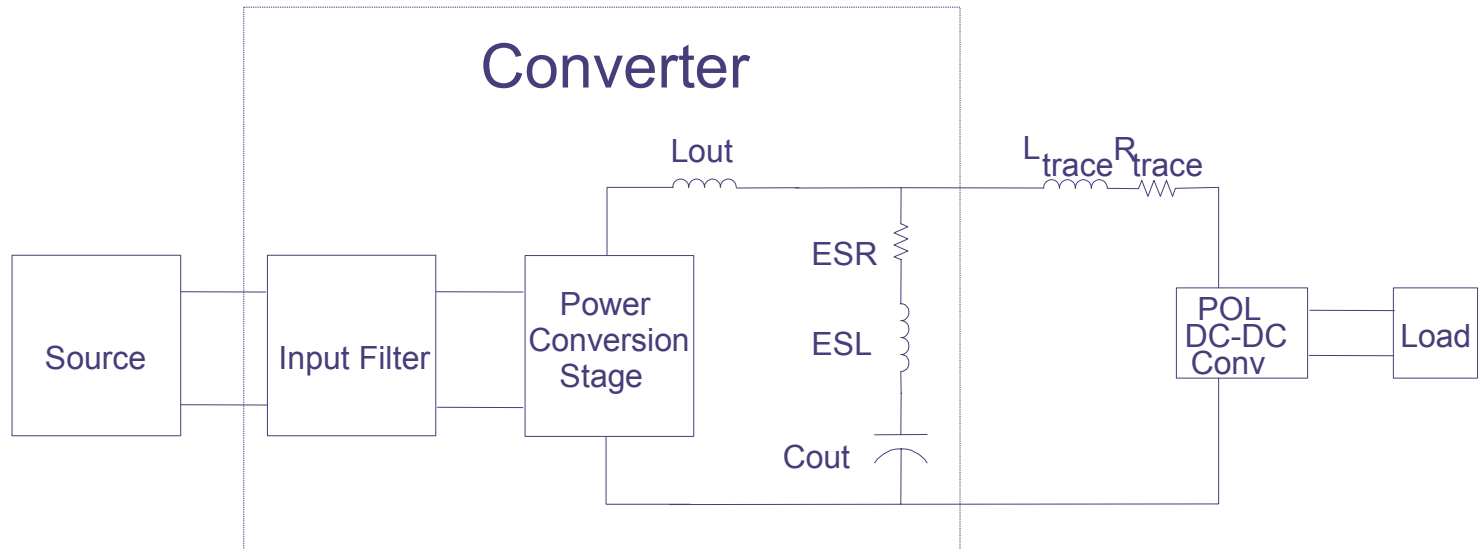 Converter
Lout
Ltrace Rtrace
ESR
ESL
Cout
Source
Input Filter
Power
Conversion
Stage
POL
DC-DC
Conv
Load